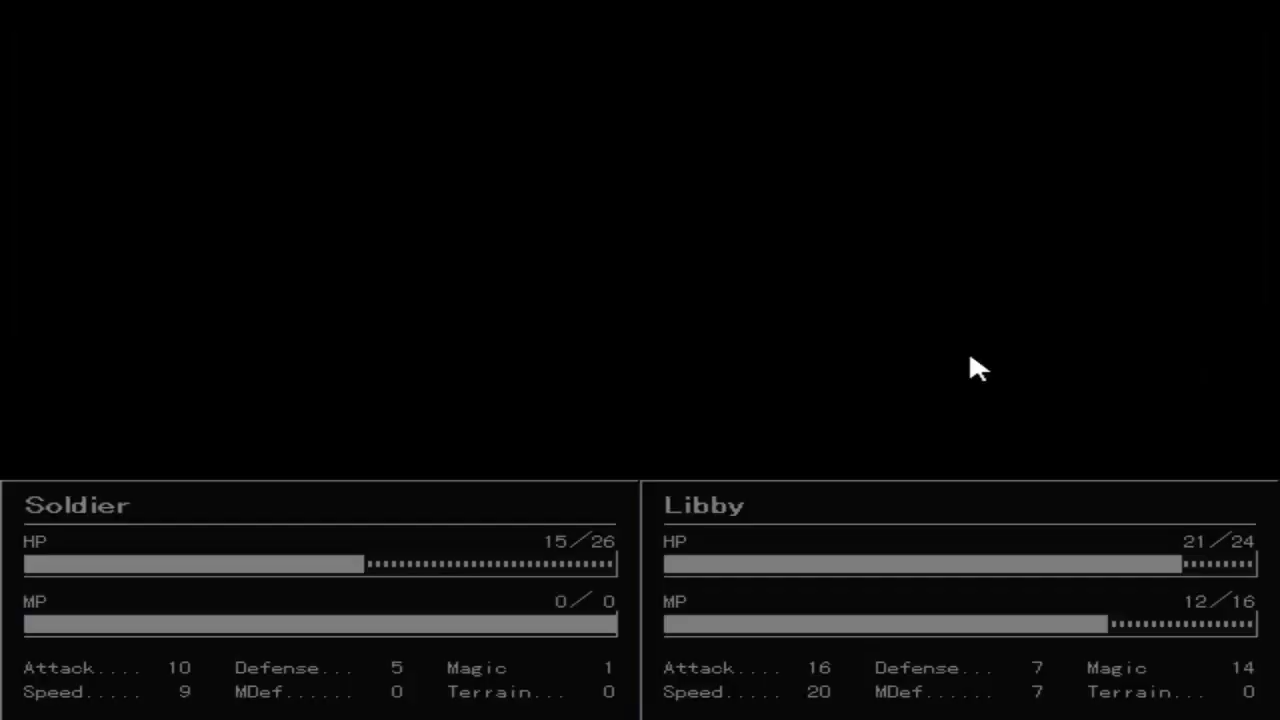 Soldier
HP 15/26
MP 0/ 0
Attack.... 10 Defense... 5 Magic 1
Speed..... 9 MDef...... 0 Terrain... 0
Libby
HP 21/24
MP 12/16
Attack.... 16 Defense... 7 Magic 14
Speed..... 20 MDef...... 7 Terrain... 0